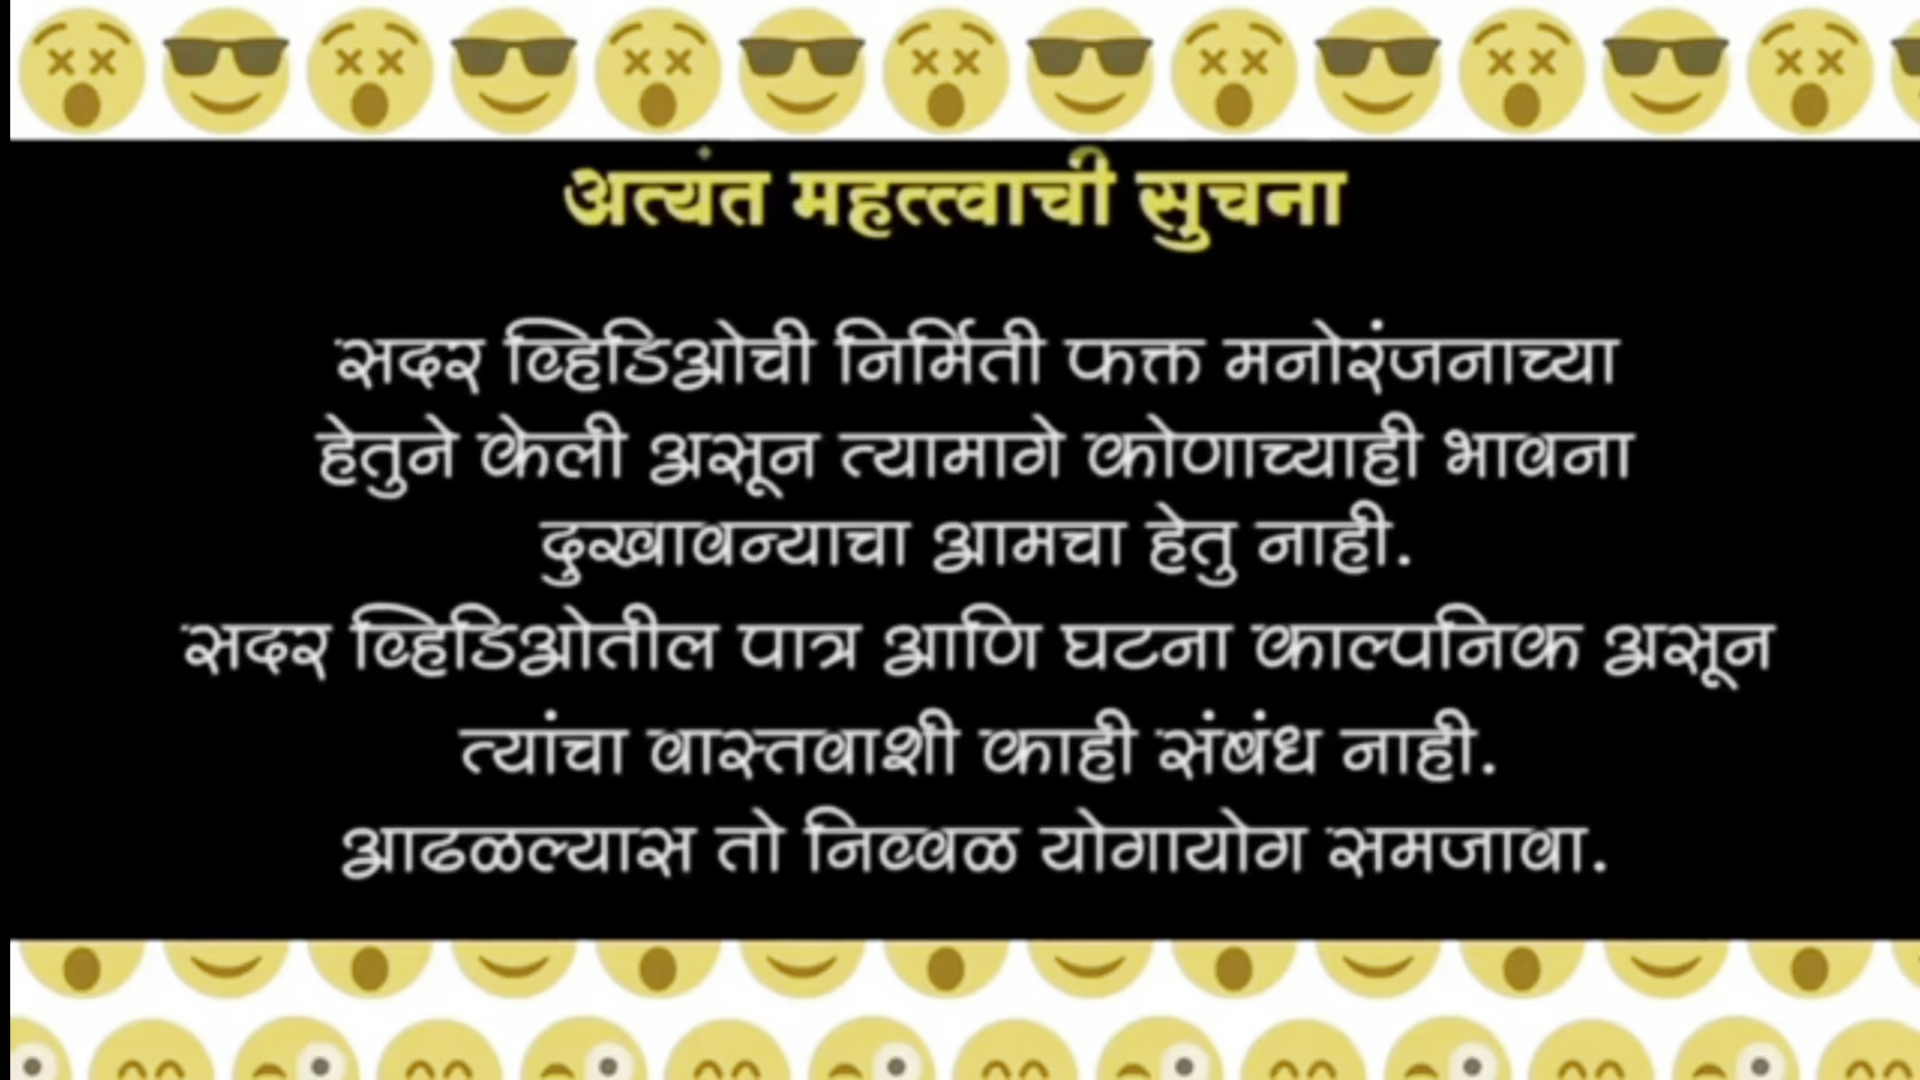 अत्यंत महत्त्वाची सुचना
सदर व्हिडिओची निर्मिती फक्त मनोरंजनाच्या
हेतुने केली असून त्यामागे कोणाच्याही भावना
दुखावन्याचा आमचा हेतु नाही.
सदर व्हिडिओतील पात्र आणि घटना काल्पनिक असून
त्यांचा वास्तवाशी काही संबंध नाही.
आढळल्यास तो निव्वळ योगायोग समजावा.